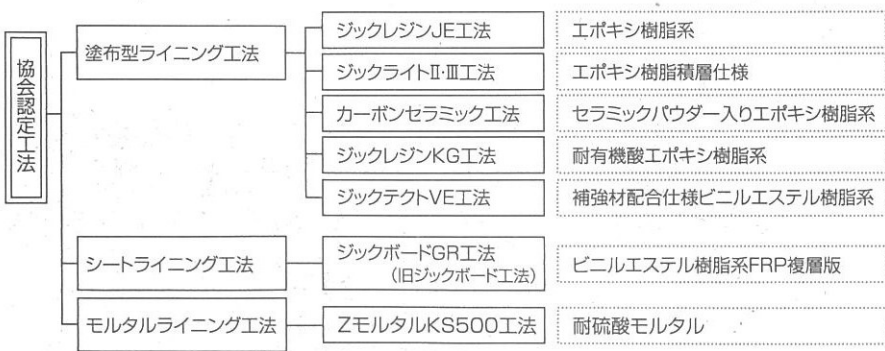 協会認定工法
塗布型ライニング工法
ジックレジンJE工法
エポキシ樹脂系
ジックライトⅡ・Ⅲ工法
エポキシ樹脂積層仕様
カーボンセラミック工法
セラミックパウダー入りエポキシ樹脂系
ジックレジンKG工法
耐有機酸エポキシ樹脂系
ジックテクトVE工法
補強材配合仕様ビニルエステル樹脂系
シートライニング工法
ジックボードGR工法
(旧ジックボード工法)
ビニルエステル樹脂系FRP複層版
モルタルライニング工法
ZモルタルKS500工法
耐硫酸モルタル